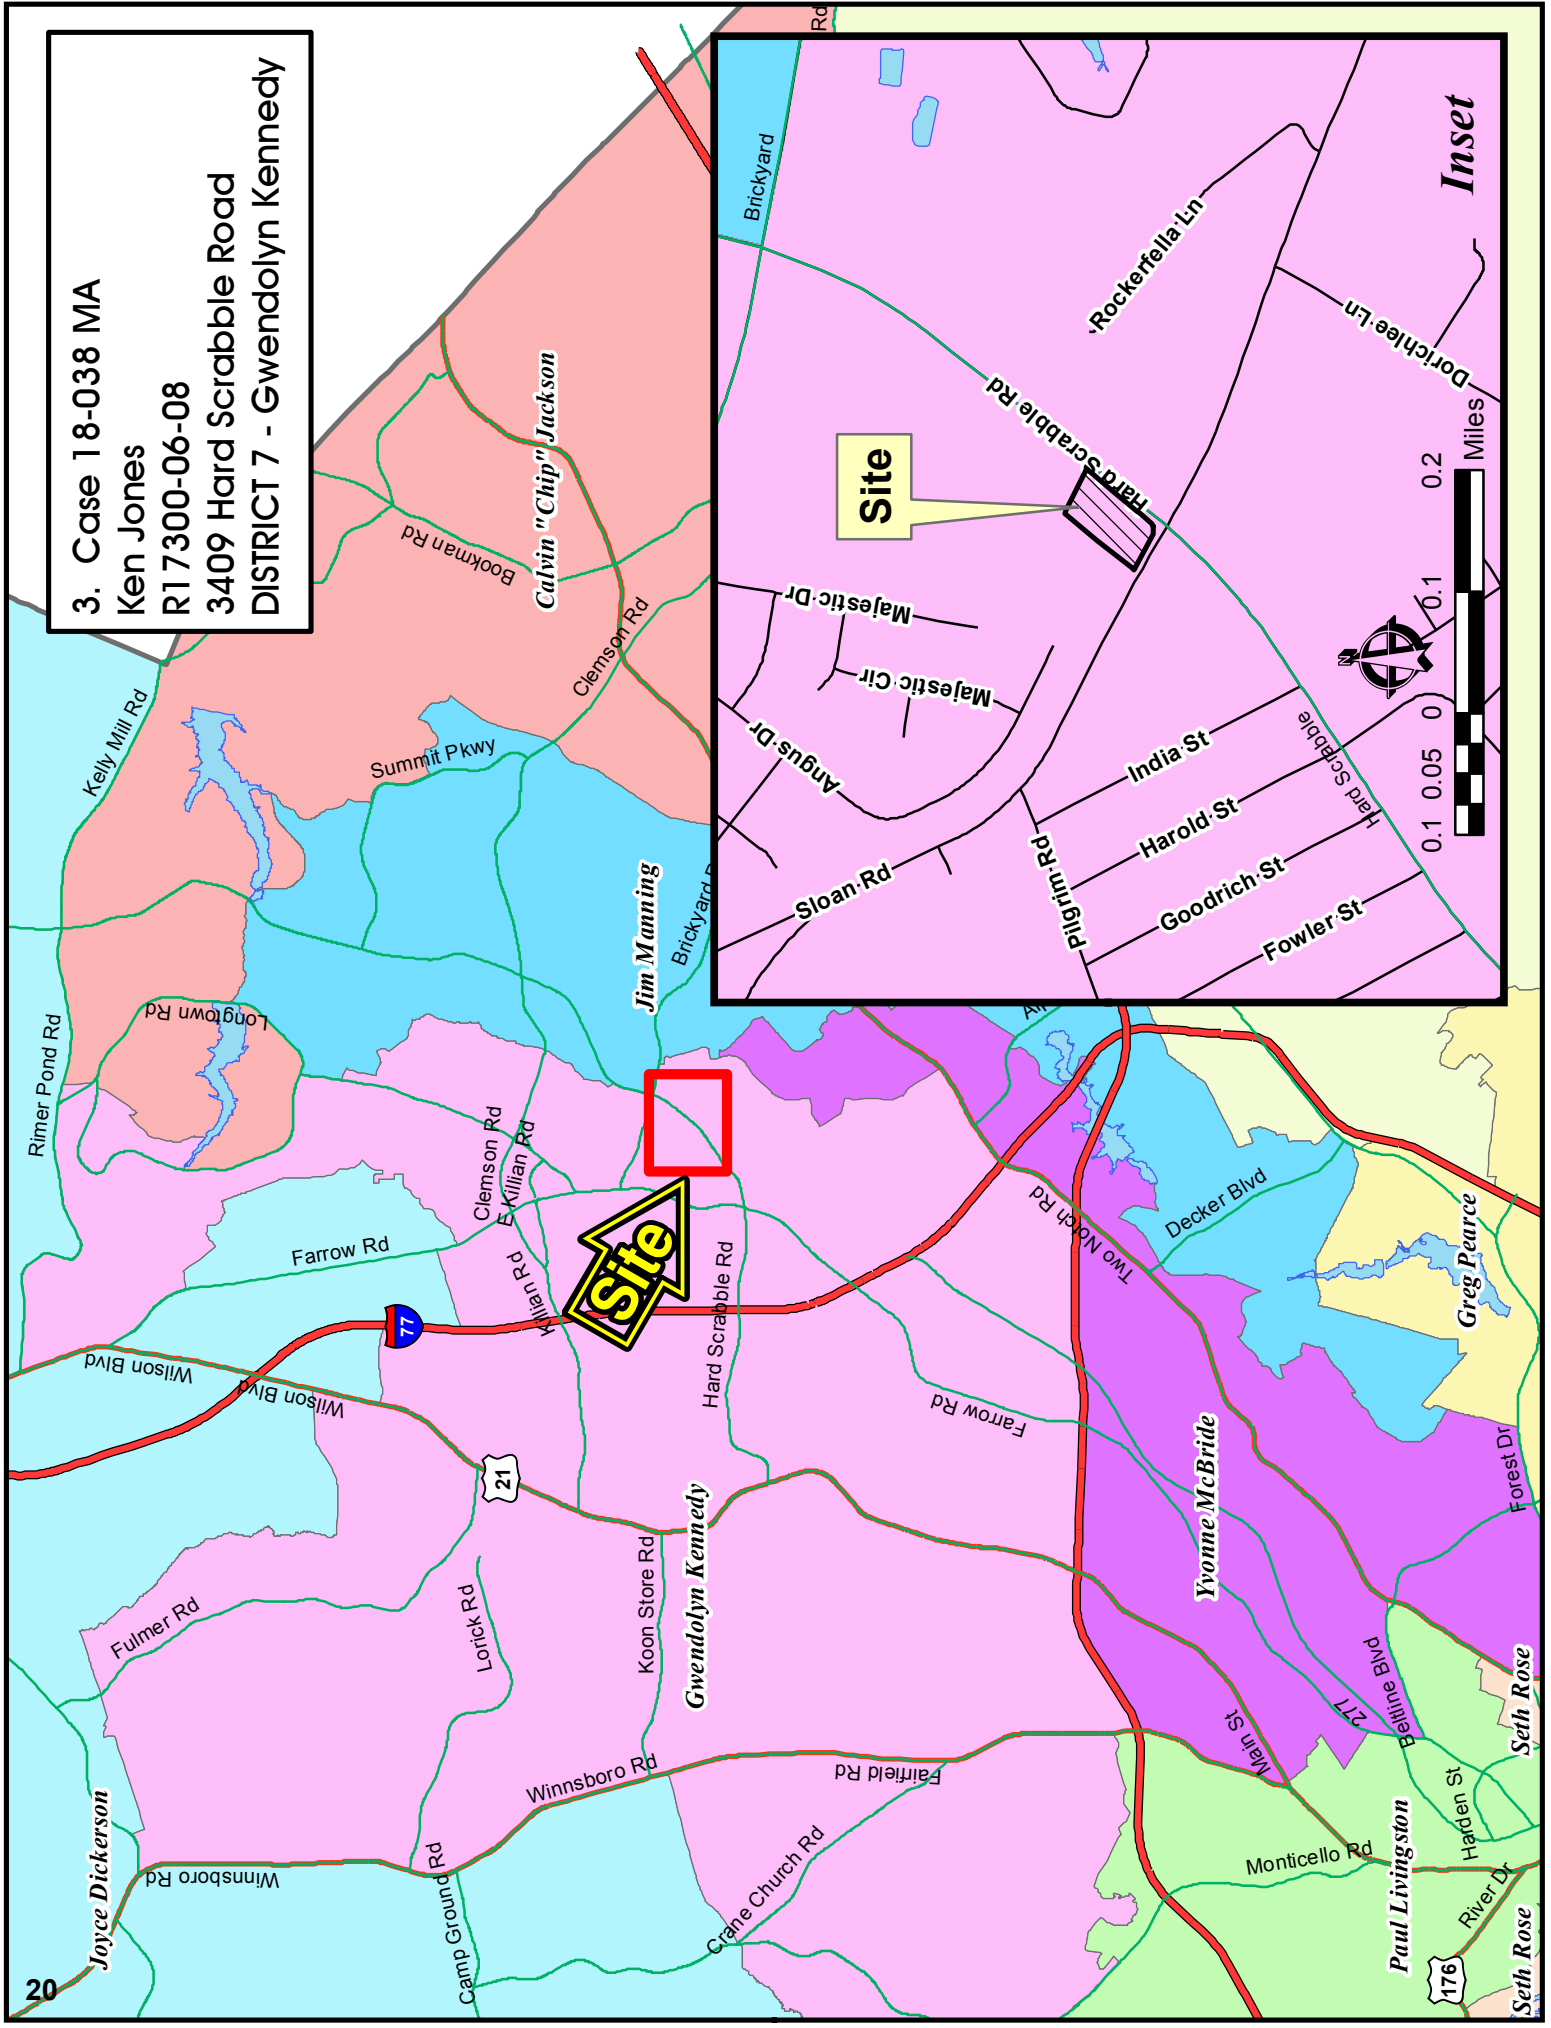 3. Case 18-038 MA
Ken Jones
R17300-06-08
3409 Hard Scrabble Road
DISTRICT 7 - Gwendolyn Kennedy
20
Joyce Dickerson
Winnsboro Rd
Camp Ground Rd
Fulmer Rd
Lorick Rd
Winnsboro Rd
Koon Store Rd
Gwendolyn Kennedy
Fairfield Rd
Crane Church Rd
Wilson Blvd
Wilson Blvd
21
77
Farrow Rd
Rimer Pond Rd
Longtown Rd
Kelly Mill Rd
Summit Pkwy
Clemson Rd
Bookman Rd
Calvin "Chip" Jackson
Clemson Rd
E Killian Rd
Killian Rd
Site
Hard Scrabble Rd
Farrow Rd
Jim Manning
Brickyard
Two Notch Rd
Decker Blvd
Greg Pearce
Yvonne McBride
Forest Dr
Main St
277
Beltline Blvd
Harden St
Monticello Rd
River Dr
Paul Livingston
176
Seth Rose
Seth Rose
Rd
Brickyard
Site
Hard Scrabble Rd
Hard Scrabble
Rockerfella Ln
Dorichlee Ln
Majestic Dr
Majestic Cir
Angus Dr
Sloan Rd
Pilgrim Rd
India St
Harold St
Goodrich St
Fowler St
N
0.1 0.05 0 0.1 0.2
Miles
Inset